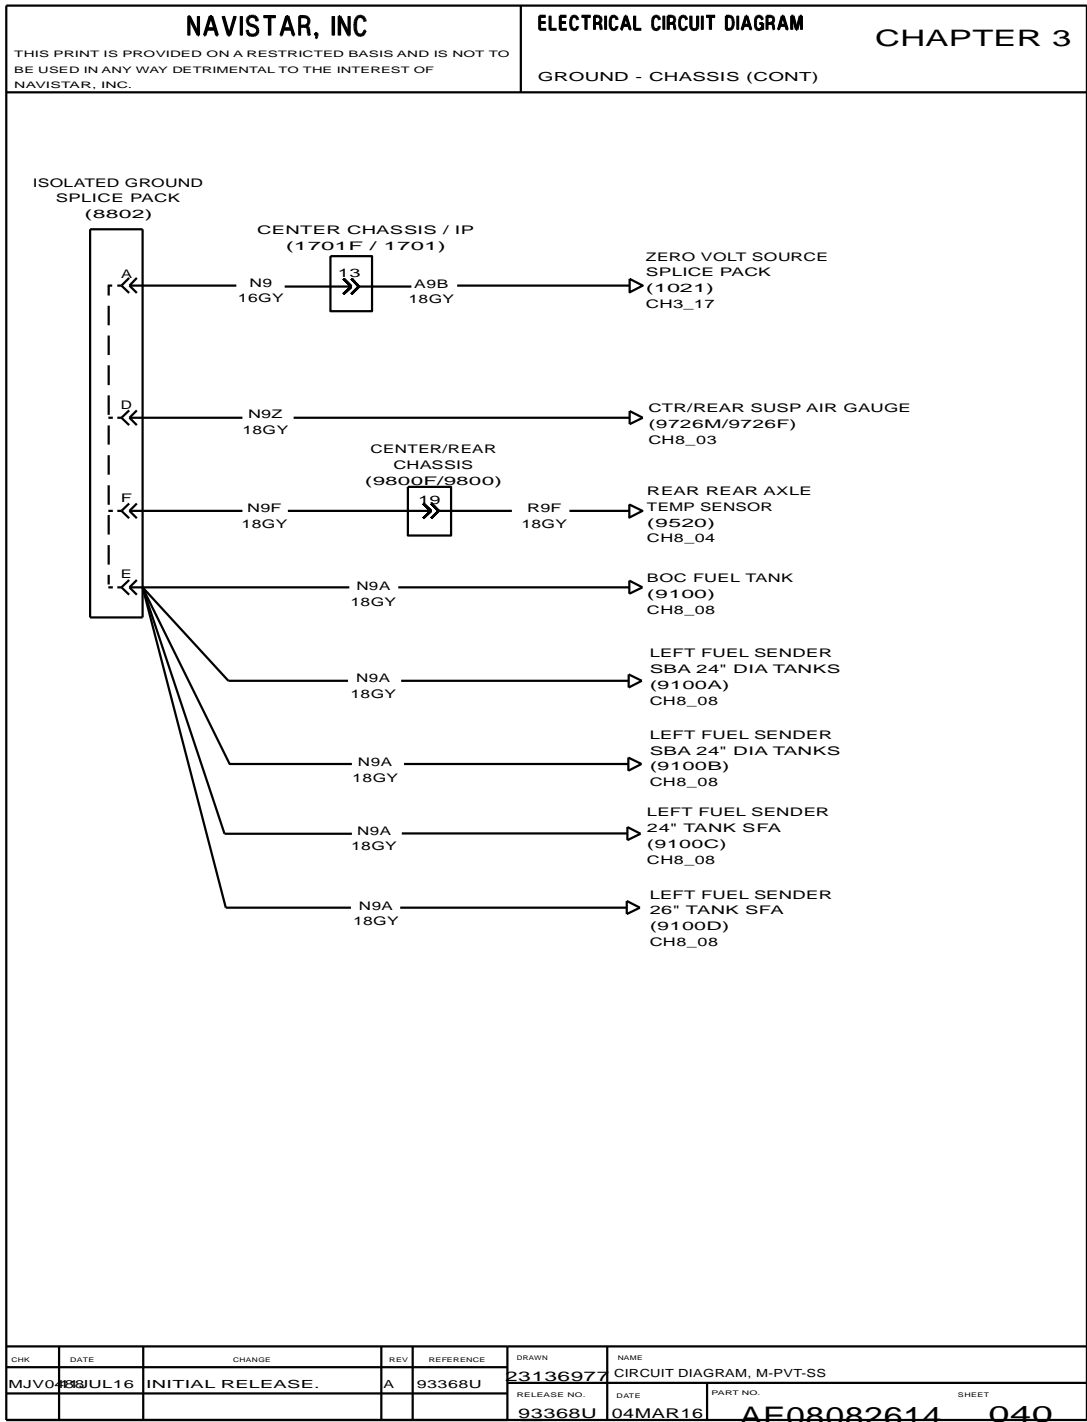 NAVISTAR, INC
THIS PRINT IS PROVIDED ON A RESTRICTED BASIS AND IS NOT TO
BE USED IN ANY WAY DETRIMENTAL TO THE INTEREST OF
NAVISTAR, INC.
ELECTRICAL CIRCUIT DIAGRAM
CHAPTER 3
GROUND - CHASSIS (CONT)
ISOLATED GROUND
SPLICE PACK
(8802)
CENTER CHASSIS / IP
(1701F / 1701)
A
N9
16GY
13
A9B
18GY
ZERO VOLT SOURCE
SPLICE PACK
(1021)
CH3_17
D
N9Z
18GY
CTR/REAR SUSP AIR GAUGE
(9726M/9726F)
CH8_03
CENTER/REAR
CHASSIS
(9800F/9800)
F
N9F
18GY
19
R9F
18GY
REAR REAR AXLE
TEMP SENSOR
(9520)
CH8_04
E
N9A
18GY
BOC FUEL TANK
(9100)
CH8_08
N9A
18GY
LEFT FUEL SENDER
SBA 24" DIA TANKS
(9100A)
CH8_08
N9A
18GY
LEFT FUEL SENDER
SBA 24" DIA TANKS
(9100B)
CH8_08
N9A
18GY
LEFT FUEL SENDER
24" TANK SFA
(9100C)
CH8_08
N9A
18GY
LEFT FUEL SENDER
26" TANK SFA
(9100D)
CH8_08
CHK DATE CHANGE REV REFERENCE
INITIAL RELEASE. A 93368U
DRAWN
23136977
NAME
CIRCUIT DIAGRAM, M-PVT-SS
RELEASE NO.
93368U
DATE
04MAR16
PART NO.
AE08082614
SHEET
040